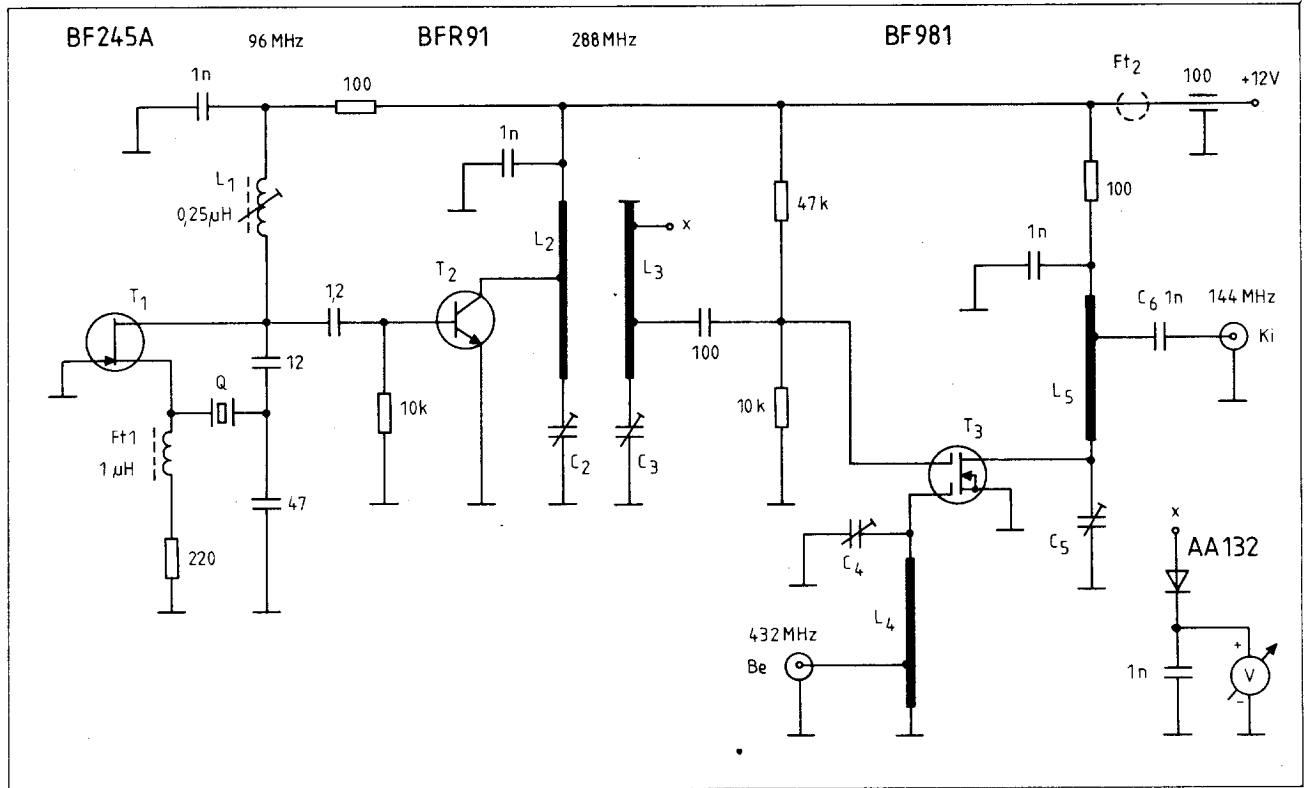 BF245A 96 MHz BFR91 288 MHz BF981
Ft2 100 +12V
1n 100
1n 100
L1 0,25µH
47k
L2 L3 x
1n
T1 1,2 T2
C6 1n 144 MHz
Ki
12 100
Q 10k 10k L5
Ft1 1 µH
C2 C3 T3
47
220
C4 C5 x AA132
L4
432 MHz
Be
1n + V -